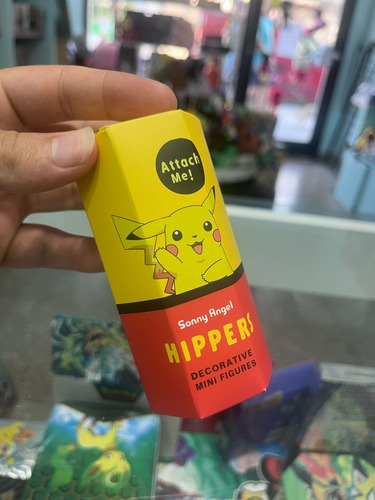 Attach
Me!
Sonny Angel
HIPPERS
DECORATIVE
MINI FIGURES